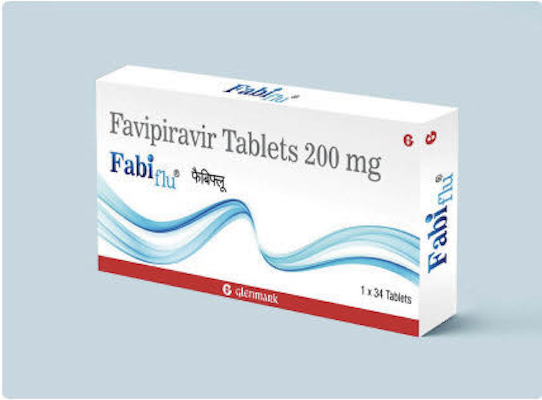 Fabiflu®
Favipiravir Tablets 200 mg
Fabiflu® फैबिफ्लू
1 x 34 Tablets
glenmark
Fabiflu®